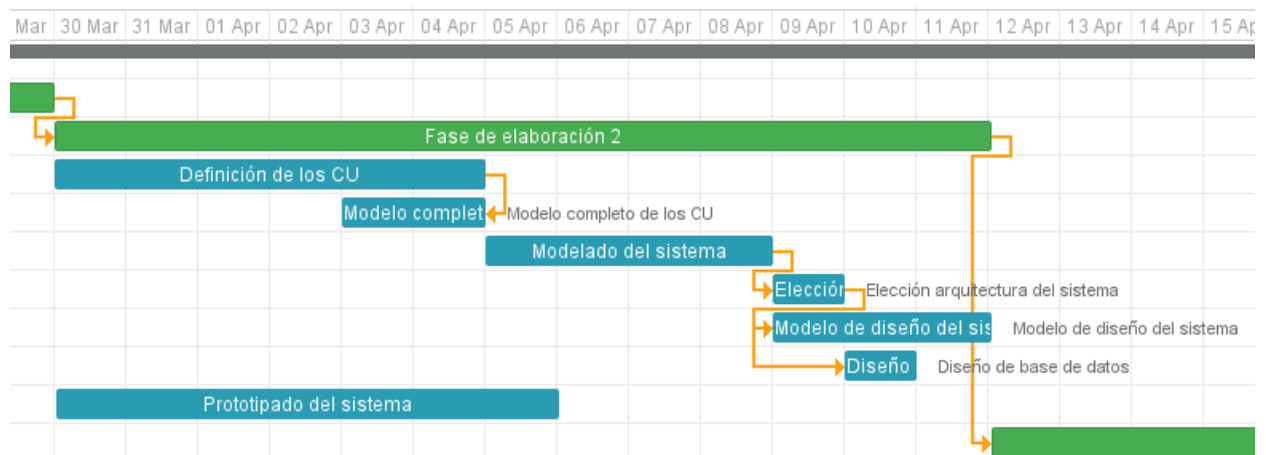 Mar 30 Mar 31 Mar 01 Apr 02 Apr 03 Apr 04 Apr 05 Apr 06 Apr 07 Apr 08 Apr 09 Apr 10 Apr 11 Apr 12 Apr 13 Apr 14 Apr 15 Ap
Fase de elaboración 2
Definición de los CU
Modelo complet Modelo completo de los CU
Modelado del sistema
Elección Elección arquitectura del sistema
Modelo de diseño del sis Modelo de diseño del sistema
Diseño Diseño de base de datos
Prototipado del sistema